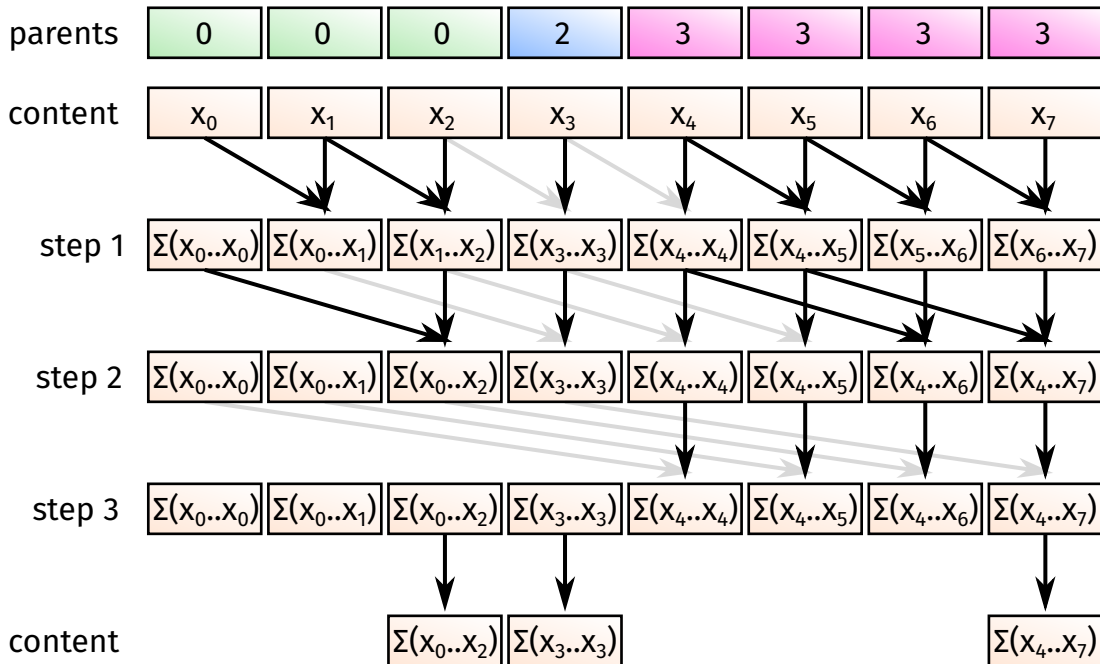 parents 0 0 0 2 3 3 3 3
content x₀ x₁ x₂ x₃ x₄ x₅ x₆ x₇
step 1 Σ(x₀..x₀) Σ(x₀..x₁) Σ(x₁..x₂) Σ(x₃..x₃) Σ(x₄..x₄) Σ(x₄..x₅) Σ(x₅..x₆) Σ(x₆..x₇)
step 2 Σ(x₀..x₀) Σ(x₀..x₁) Σ(x₀..x₂) Σ(x₃..x₃) Σ(x₄..x₄) Σ(x₄..x₅) Σ(x₄..x₆) Σ(x₄..x₇)
step 3 Σ(x₀..x₀) Σ(x₀..x₁) Σ(x₀..x₂) Σ(x₃..x₃) Σ(x₄..x₄) Σ(x₄..x₅) Σ(x₄..x₆) Σ(x₄..x₇)
content Σ(x₀..x₂) Σ(x₃..x₃) Σ(x₄..x₇)